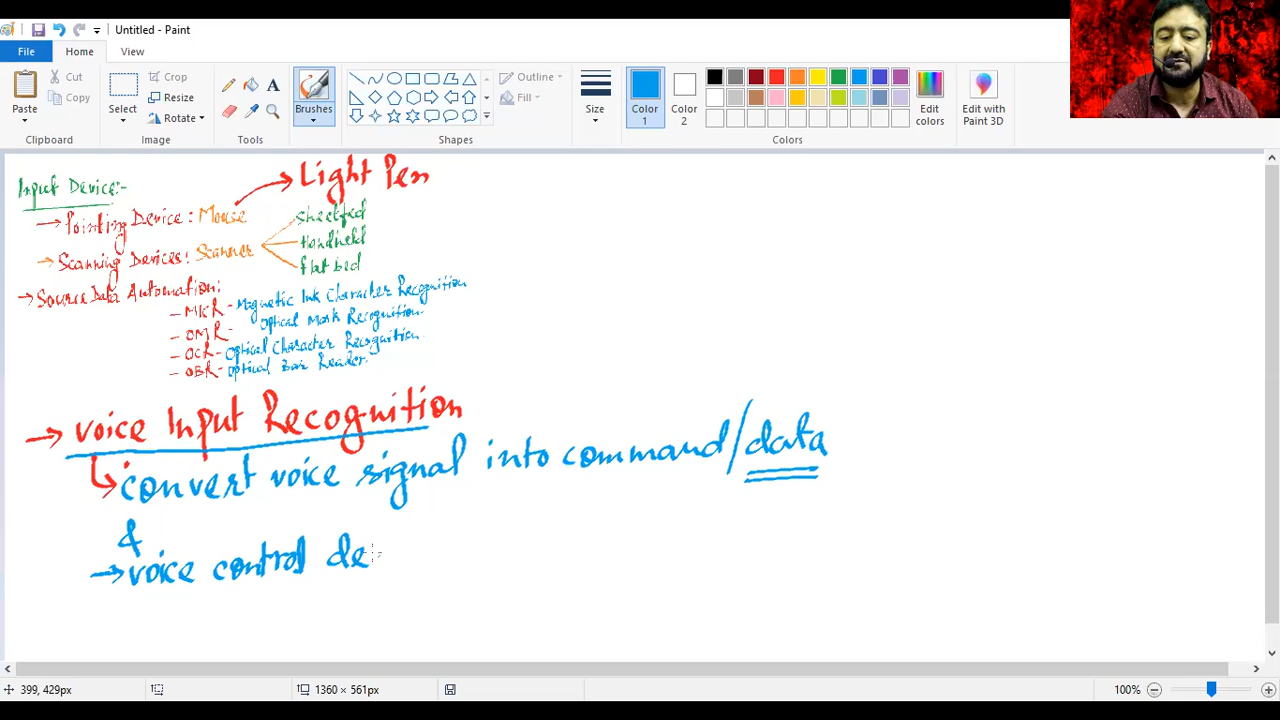 Untitled - Paint
File Home View
Paste Cut Copy Select Crop Resize Rotate Brushes Outline Fill Size Color 1 Color 2 Edit colors Edit with Paint 3D
Clipboard Image Tools Shapes Colors
Input Device:-
→ Pointing Device : Mouse → Light Pen
→ Scanning Devices: Scanner
sheetfed
Handheld
flat bed
→ Source Data Automation:
- MICR - Magnetic Ink Character Recognition
- OMR - Optical Mark Recognition
- OCR - Optical Character Recognition
- OBR - Optical Bar Reader
→ voice Input Recognition
↳ convert voice signal into command/data
&
→ voice control de
399, 429px 1360 × 561px 100%